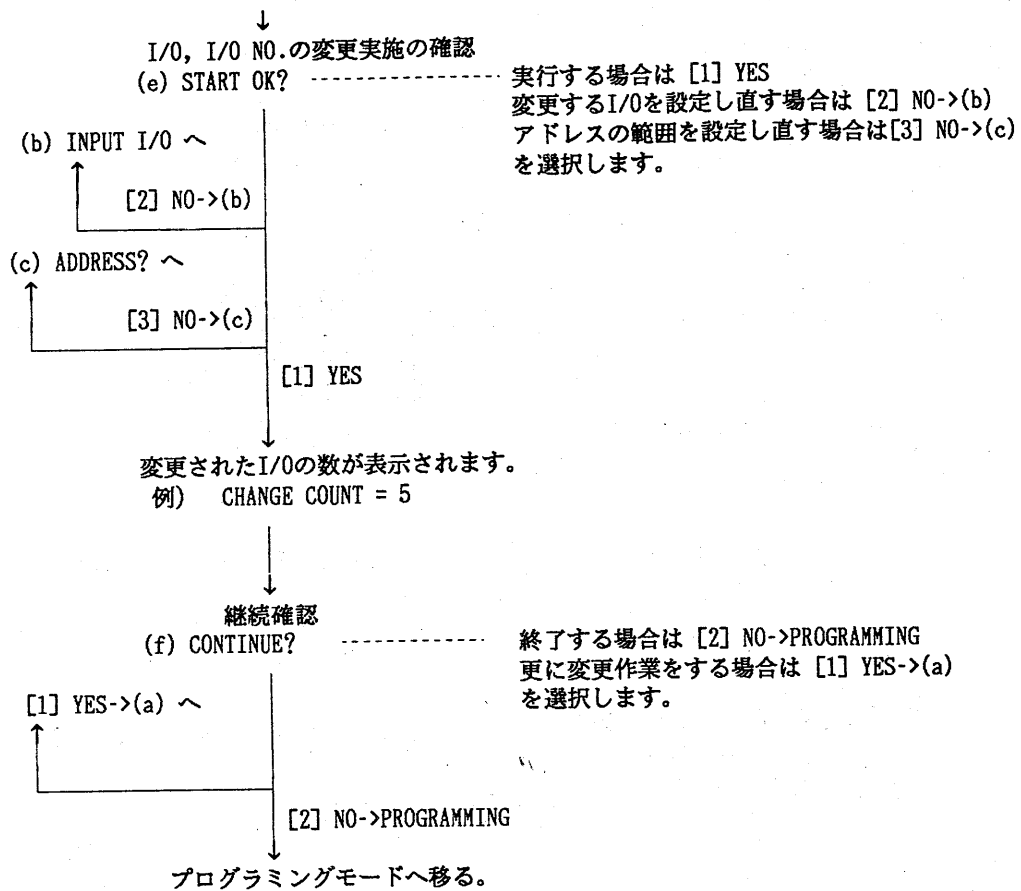 I/O, I/O NO.の変更実施の確認
(e) START OK?
実行する場合は [1] YES
変更するI/Oを設定し直す場合は [2] NO->(b)
アドレスの範囲を設定し直す場合は[3] NO->(c)
を選択します。
(b) INPUT I/O へ
[2] NO->(b)
(c) ADDRESS? へ
[3] NO->(c)
[1] YES
変更されたI/Oの数が表示されます。
例) CHANGE COUNT = 5
継続確認
(f) CONTINUE?
終了する場合は [2] NO->PROGRAMMING
更に変更作業をする場合は [1] YES->(a)
を選択します。
[1] YES->(a) へ
[2] NO->PROGRAMMING
プログラミングモードへ移る。